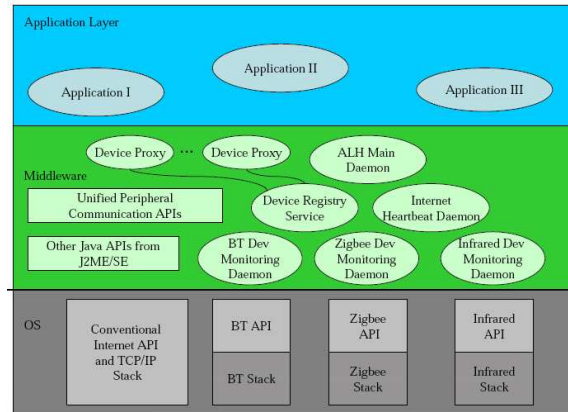 Application Layer
Application II
Application I
Application III
Device Proxy
...
Device Proxy
ALH Main
Daemon
Middleware
Unified Peripheral
Communication APIs
Device Registry
Service
Internet
Heartbeat Daemon
Other Java APIs from
J2ME/SE
BT Dev
Monitoring
Daemon
Zigbee Dev
Monitoring
Daemon
Infrared Dev
Monitoring
Daemon
OS
Conventional
Internet API
and TCP/IP
Stack
BT API
BT Stack
Zigbee
API
Zigbee
Stack
Infrared
API
Infrared
Stack